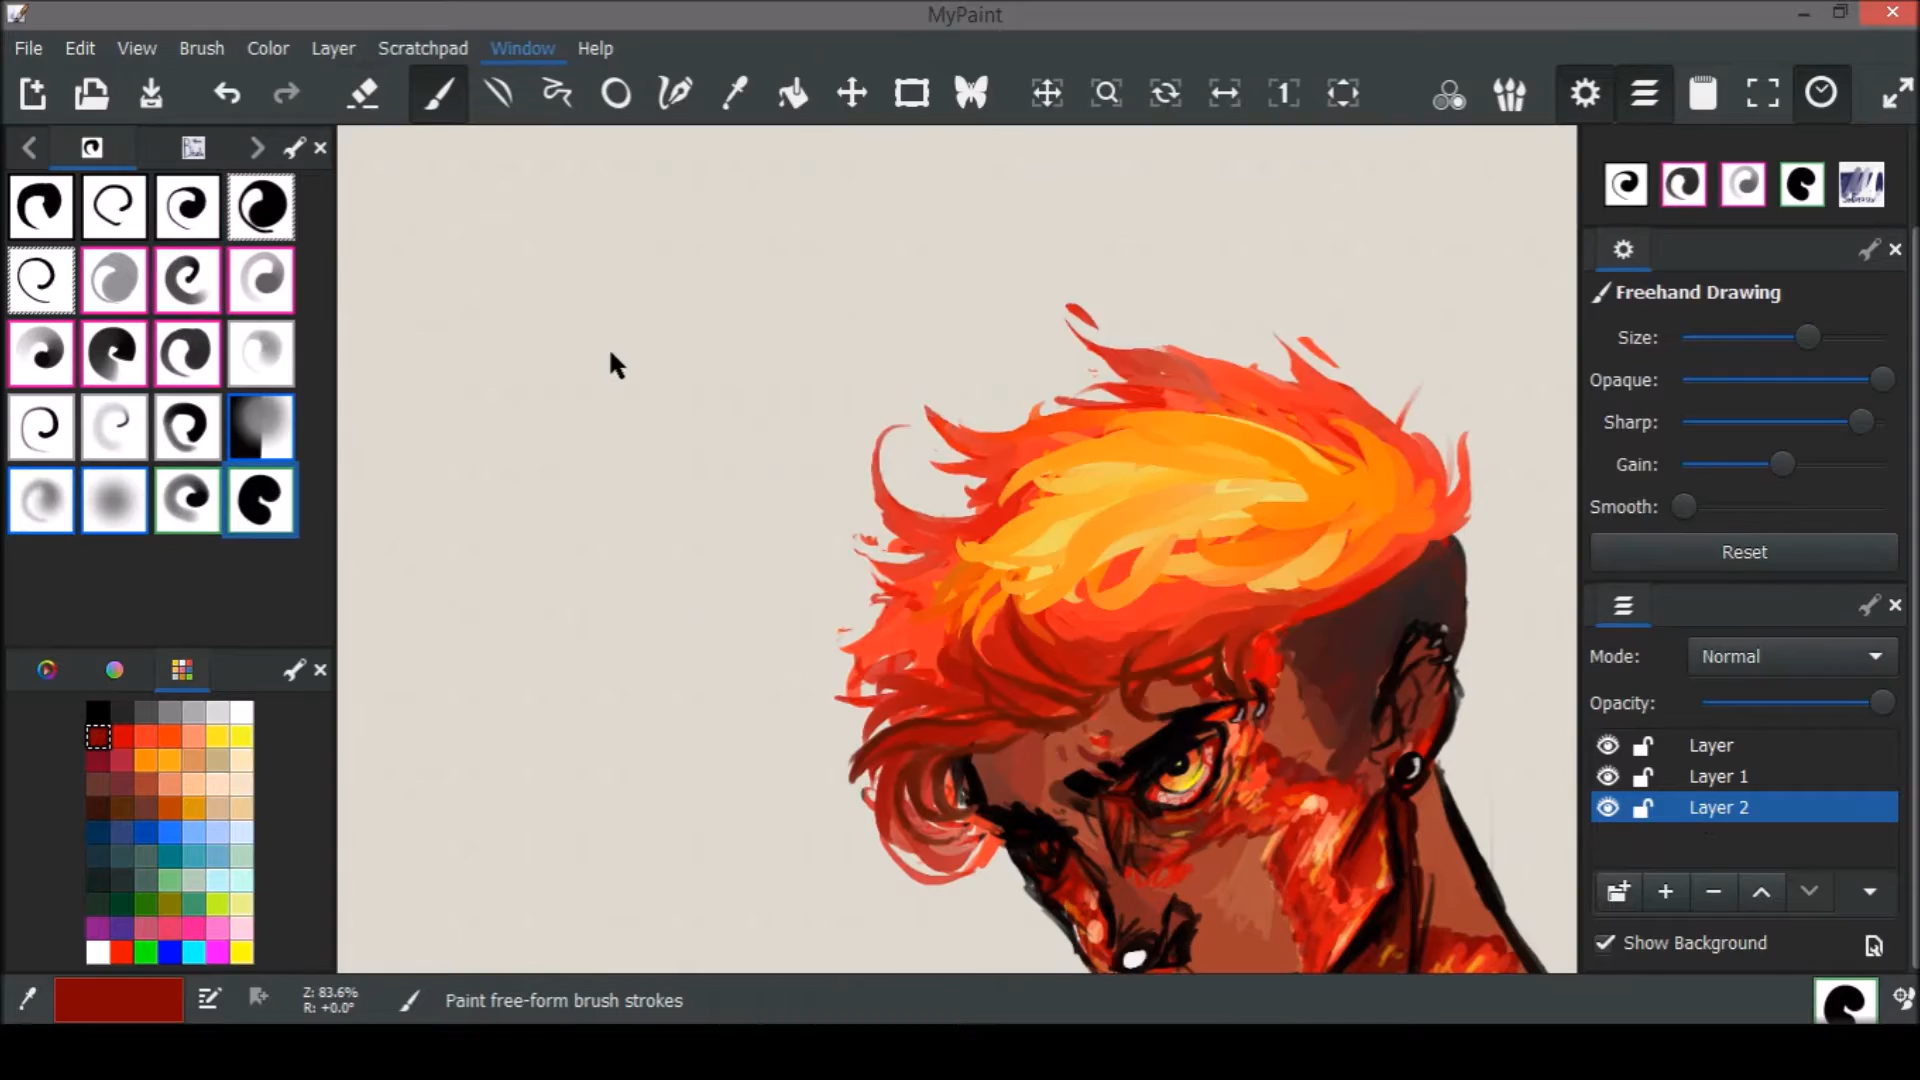 MyPaint
File Edit View Brush Color Layer Scratchpad Window Help
1
Freehand Drawing
Size:
Opaque:
Sharp:
Gain:
Smooth:
Reset
Mode: Normal
Opacity:
Layer
Layer 1
Layer 2
Show Background
Z: 83.6%
R: +0.0°
Paint free-form brush strokes